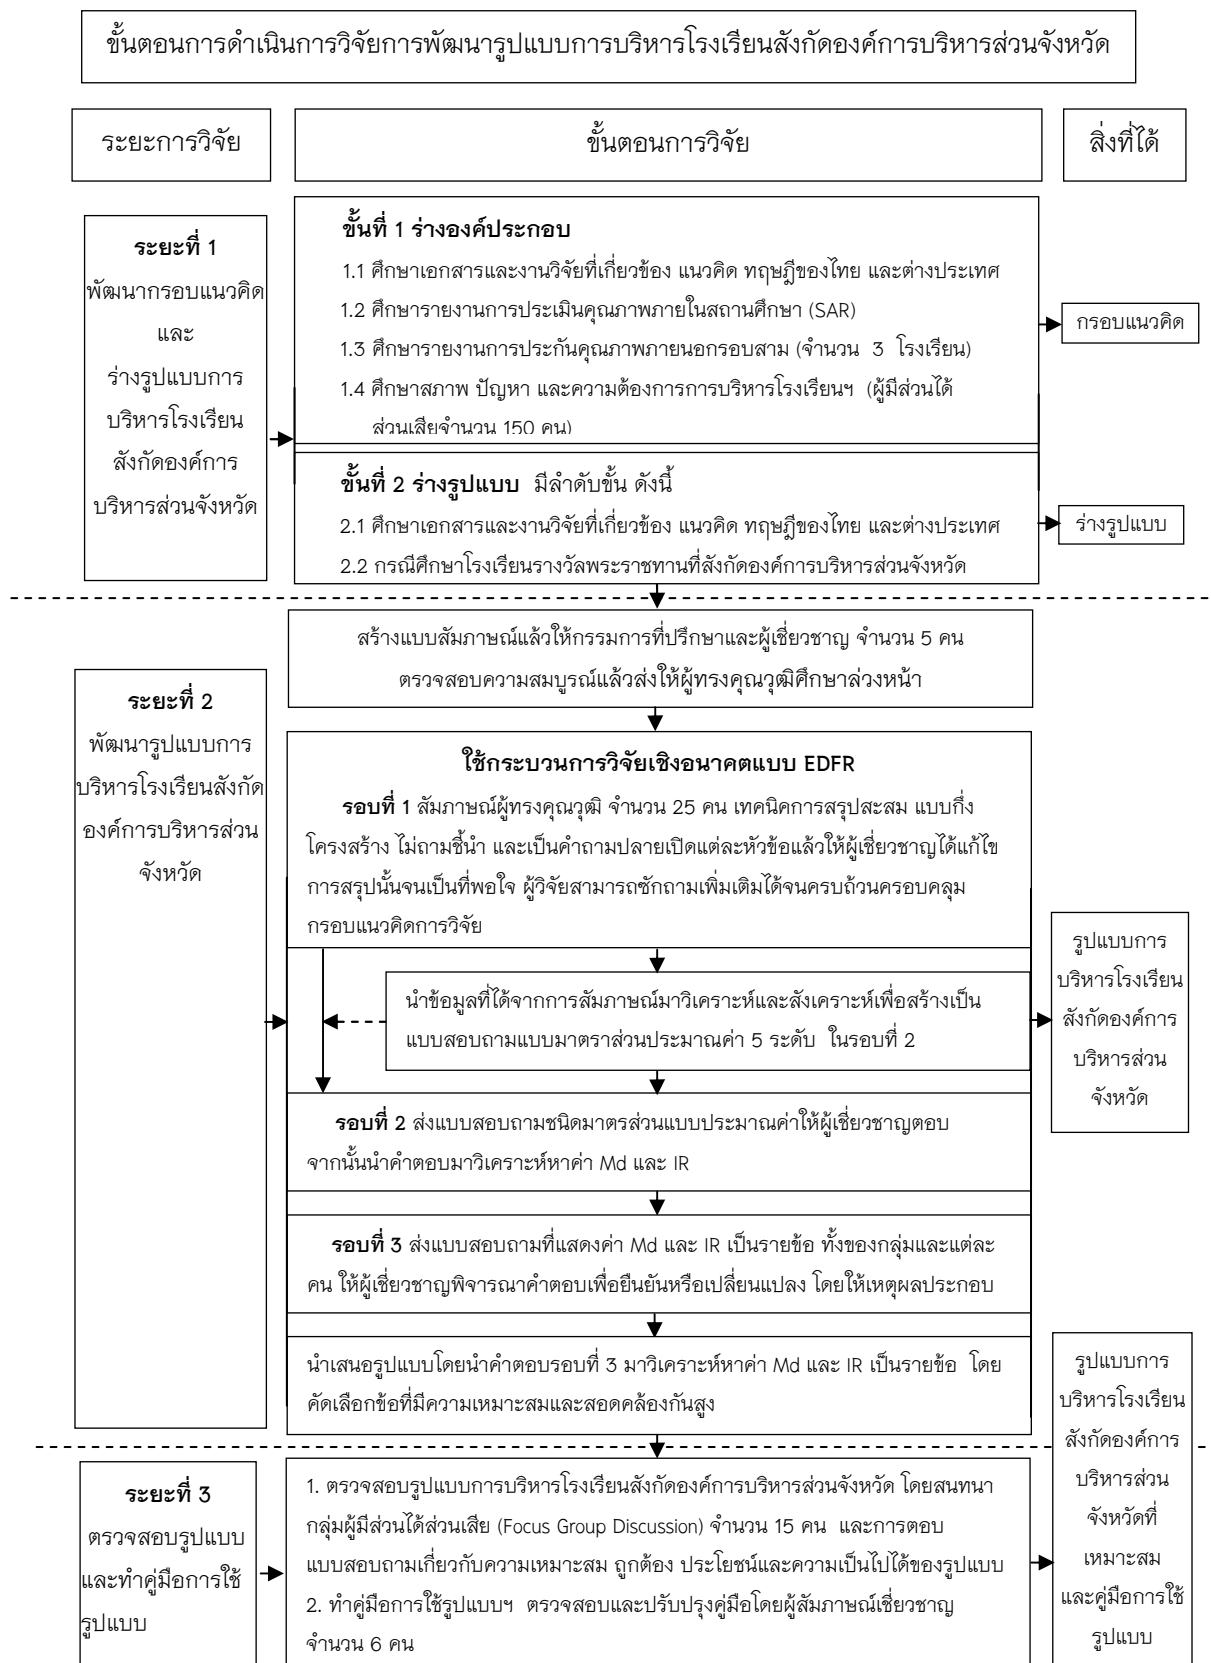 ขั้นตอนการดำเนินการวิจัยการพัฒนารูปแบบการบริหารโรงเรียนสังกัดองค์การบริหารส่วนจังหวัด
ระยะการวิจัย
ขั้นตอนการวิจัย
สิ่งที่ได้
ระยะที่ 1
พัฒนากรอบแนวคิด
และ
ร่างรูปแบบการ
บริหารโรงเรียน
สังกัดองค์การ
บริหารส่วนจังหวัด
ขั้นที่ 1 ร่างองค์ประกอบ
1.1 ศึกษาเอกสารและงานวิจัยที่เกี่ยวข้อง แนวคิด ทฤษฎีของไทย และต่างประเทศ
1.2 ศึกษารายงานการประเมินคุณภาพภายในสถานศึกษา (SAR)
1.3 ศึกษารายงานการประกันคุณภาพภายนอกรอบสาม (จำนวน 3 โรงเรียน)
1.4 ศึกษาสภาพ ปัญหา และความต้องการการบริหารโรงเรียนฯ (ผู้มีส่วนได้
ส่วนเสียจำนวน 150 คน)
กรอบแนวคิด
ขั้นที่ 2 ร่างรูปแบบ มีลำดับขั้น ดังนี้
2.1 ศึกษาเอกสารและงานวิจัยที่เกี่ยวข้อง แนวคิด ทฤษฎีของไทย และต่างประเทศ
2.2 กรณีศึกษาโรงเรียนรางวัลพระราชทานที่สังกัดองค์การบริหารส่วนจังหวัด
ร่างรูปแบบ
สร้างแบบสัมภาษณ์แล้วให้กรรมการที่ปรึกษาและผู้เชี่ยวชาญ จำนวน 5 คน
ตรวจสอบความสมบูรณ์แล้วส่งให้ผู้ทรงคุณวุฒิศึกษาล่วงหน้า
ระยะที่ 2
พัฒนารูปแบบการ
บริหารโรงเรียนสังกัด
องค์การบริหารส่วน
จังหวัด
ใช้กระบวนการวิจัยเชิงอนาคตแบบ EDFR
รอบที่ 1 สัมภาษณ์ผู้ทรงคุณวุฒิ จำนวน 25 คน เทคนิคการสรุปสะสม แบบกึ่ง
โครงสร้าง ไม่ถามชี้นำ และเป็นคำถามปลายเปิดแต่ละหัวข้อแล้วให้ผู้เชี่ยวชาญได้แก้ไข
การสรุปนั้นจนเป็นที่พอใจ ผู้วิจัยสามารถซักถามเพิ่มเติมได้จนครบถ้วนครอบคลุม
กรอบแนวคิดการวิจัย
นำข้อมูลที่ได้จากการสัมภาษณ์มาวิเคราะห์และสังเคราะห์เพื่อสร้างเป็น
แบบสอบถามแบบมาตราส่วนประมาณค่า 5 ระดับ ในรอบที่ 2
รอบที่ 2 ส่งแบบสอบถามชนิดมาตรส่วนแบบประมาณค่าให้ผู้เชี่ยวชาญตอบ
จากนั้นนำคำตอบมาวิเคราะห์หาค่า Md และ IR
รอบที่ 3 ส่งแบบสอบถามที่แสดงค่า Md และ IR เป็นรายข้อ ทั้งของกลุ่มและแต่ละ
คน ให้ผู้เชี่ยวชาญพิจารณาคำตอบเพื่อยืนยันหรือเปลี่ยนแปลง โดยให้เหตุผลประกอบ
นำเสนอรูปแบบโดยนำคำตอบรอบที่ 3 มาวิเคราะห์หาค่า Md และ IR เป็นรายข้อ โดย
คัดเลือกข้อที่มีความเหมาะสมและสอดคล้องกันสูง
รูปแบบการ
บริหารโรงเรียน
สังกัดองค์การ
บริหารส่วน
จังหวัด
ระยะที่ 3
ตรวจสอบรูปแบบ
และทำคู่มือการใช้
รูปแบบ
1. ตรวจสอบรูปแบบการบริหารโรงเรียนสังกัดองค์การบริหารส่วนจังหวัด โดยสนทนา
กลุ่มผู้มีส่วนได้ส่วนเสีย (Focus Group Discussion) จำนวน 15 คน และการตอบ
แบบสอบถามเกี่ยวกับความเหมาะสม ถูกต้อง ประโยชน์และความเป็นไปได้ของรูปแบบ
2. ทำคู่มือการใช้รูปแบบฯ ตรวจสอบและปรับปรุงคู่มือโดยผู้สัมภาษณ์เชี่ยวชาญ
จำนวน 6 คน
รูปแบบการ
บริหารโรงเรียน
สังกัดองค์การ
บริหารส่วน
จังหวัดที่
เหมาะสม
และคู่มือการใช้
รูปแบบ